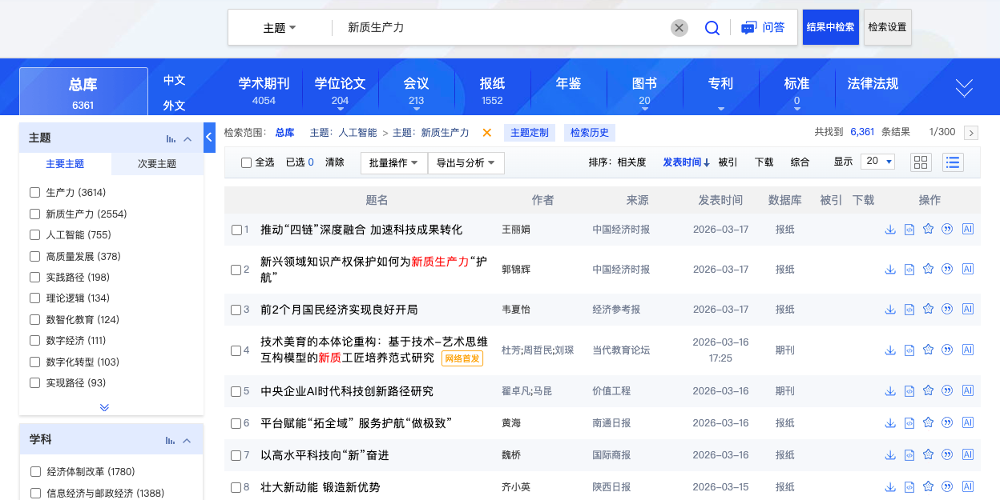 主题
新质生产力
问答
结果中检索
检索设置
总库
6361
中文
外文
学术期刊
4054
学位论文
204
会议
213
报纸
1552
年鉴
图书
20
专利
标准
0
法律法规
主题
主要主题
次要主题
生产力 (3614)
新质生产力 (2554)
人工智能 (755)
高质量发展 (378)
实践路径 (198)
理论逻辑 (134)
数智化教育 (124)
数字经济 (111)
数字化转型 (103)
实现路径 (93)
学科
经济体制改革 (1780)
信息经济与邮政经济 (1388)
检索范围: 总库 主题: 人工智能 > 主题: 新质生产力 主题定制 检索历史 共找到 6,361 条结果 1/300 >
全选 已选 0 清除 批量操作 导出与分析 排序: 相关度 发表时间↓ 被引 下载 综合 显示 20
题名 作者 来源 发表时间 数据库 被引 下载 操作
1 推动“四链”深度融合 加速科技成果转化 王丽娟 中国经济时报 2026-03-17 报纸 AI
2 新兴领域知识产权保护如何为新质生产力“护
航” 郭锦辉 中国经济时报 2026-03-17 报纸 AI
3 前2个月国民经济实现良好开局 韦夏怡 经济参考报 2026-03-17 报纸 AI
4 技术美育的本体论重构：基于技术-艺术思维
互构模型的新质工匠培养范式研究 网络首发 杜芳;周哲民;刘琛 当代教育论坛 2026-03-16
17:25 期刊 AI
5 中央企业AI时代科技创新路径研究 翟卓凡;马昆 价值工程 2026-03-16 期刊 AI
6 平台赋能“拓全域” 服务护航“做极致” 黄海 南通日报 2026-03-16 报纸 AI
7 以高水平科技向“新”奋进 魏桥 国际商报 2026-03-16 报纸 AI
8 壮大新动能 锻造新优势 齐小英 陕西日报 2026-03-15 报纸 AI